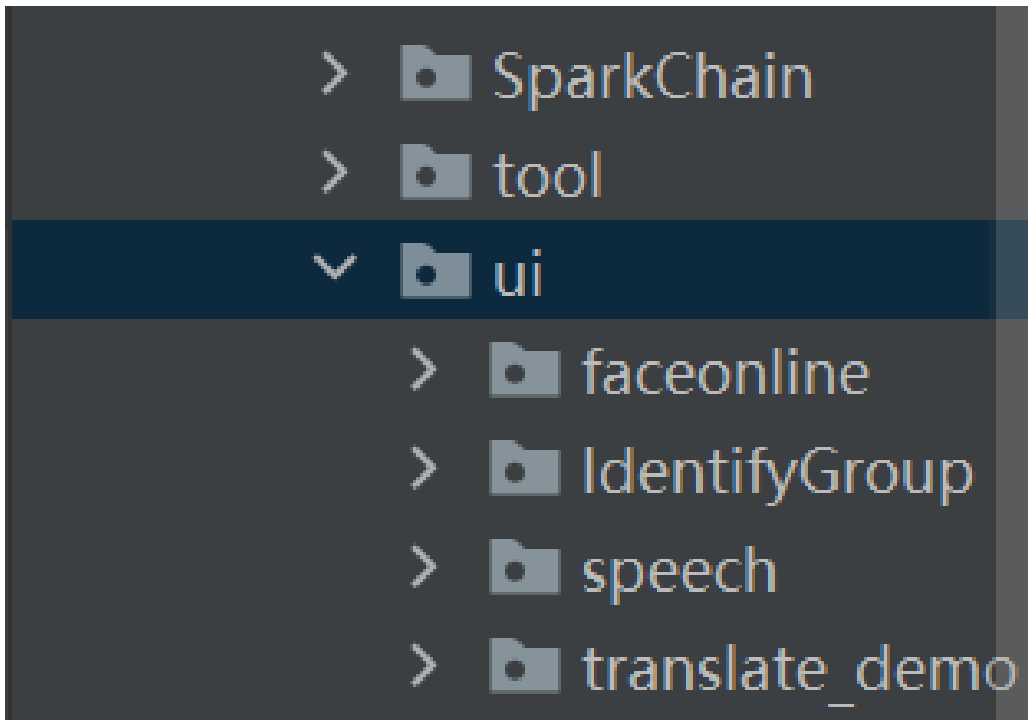 SparkChain
tool
ui
faceonline
IdentifyGroup
speech
translate_demo